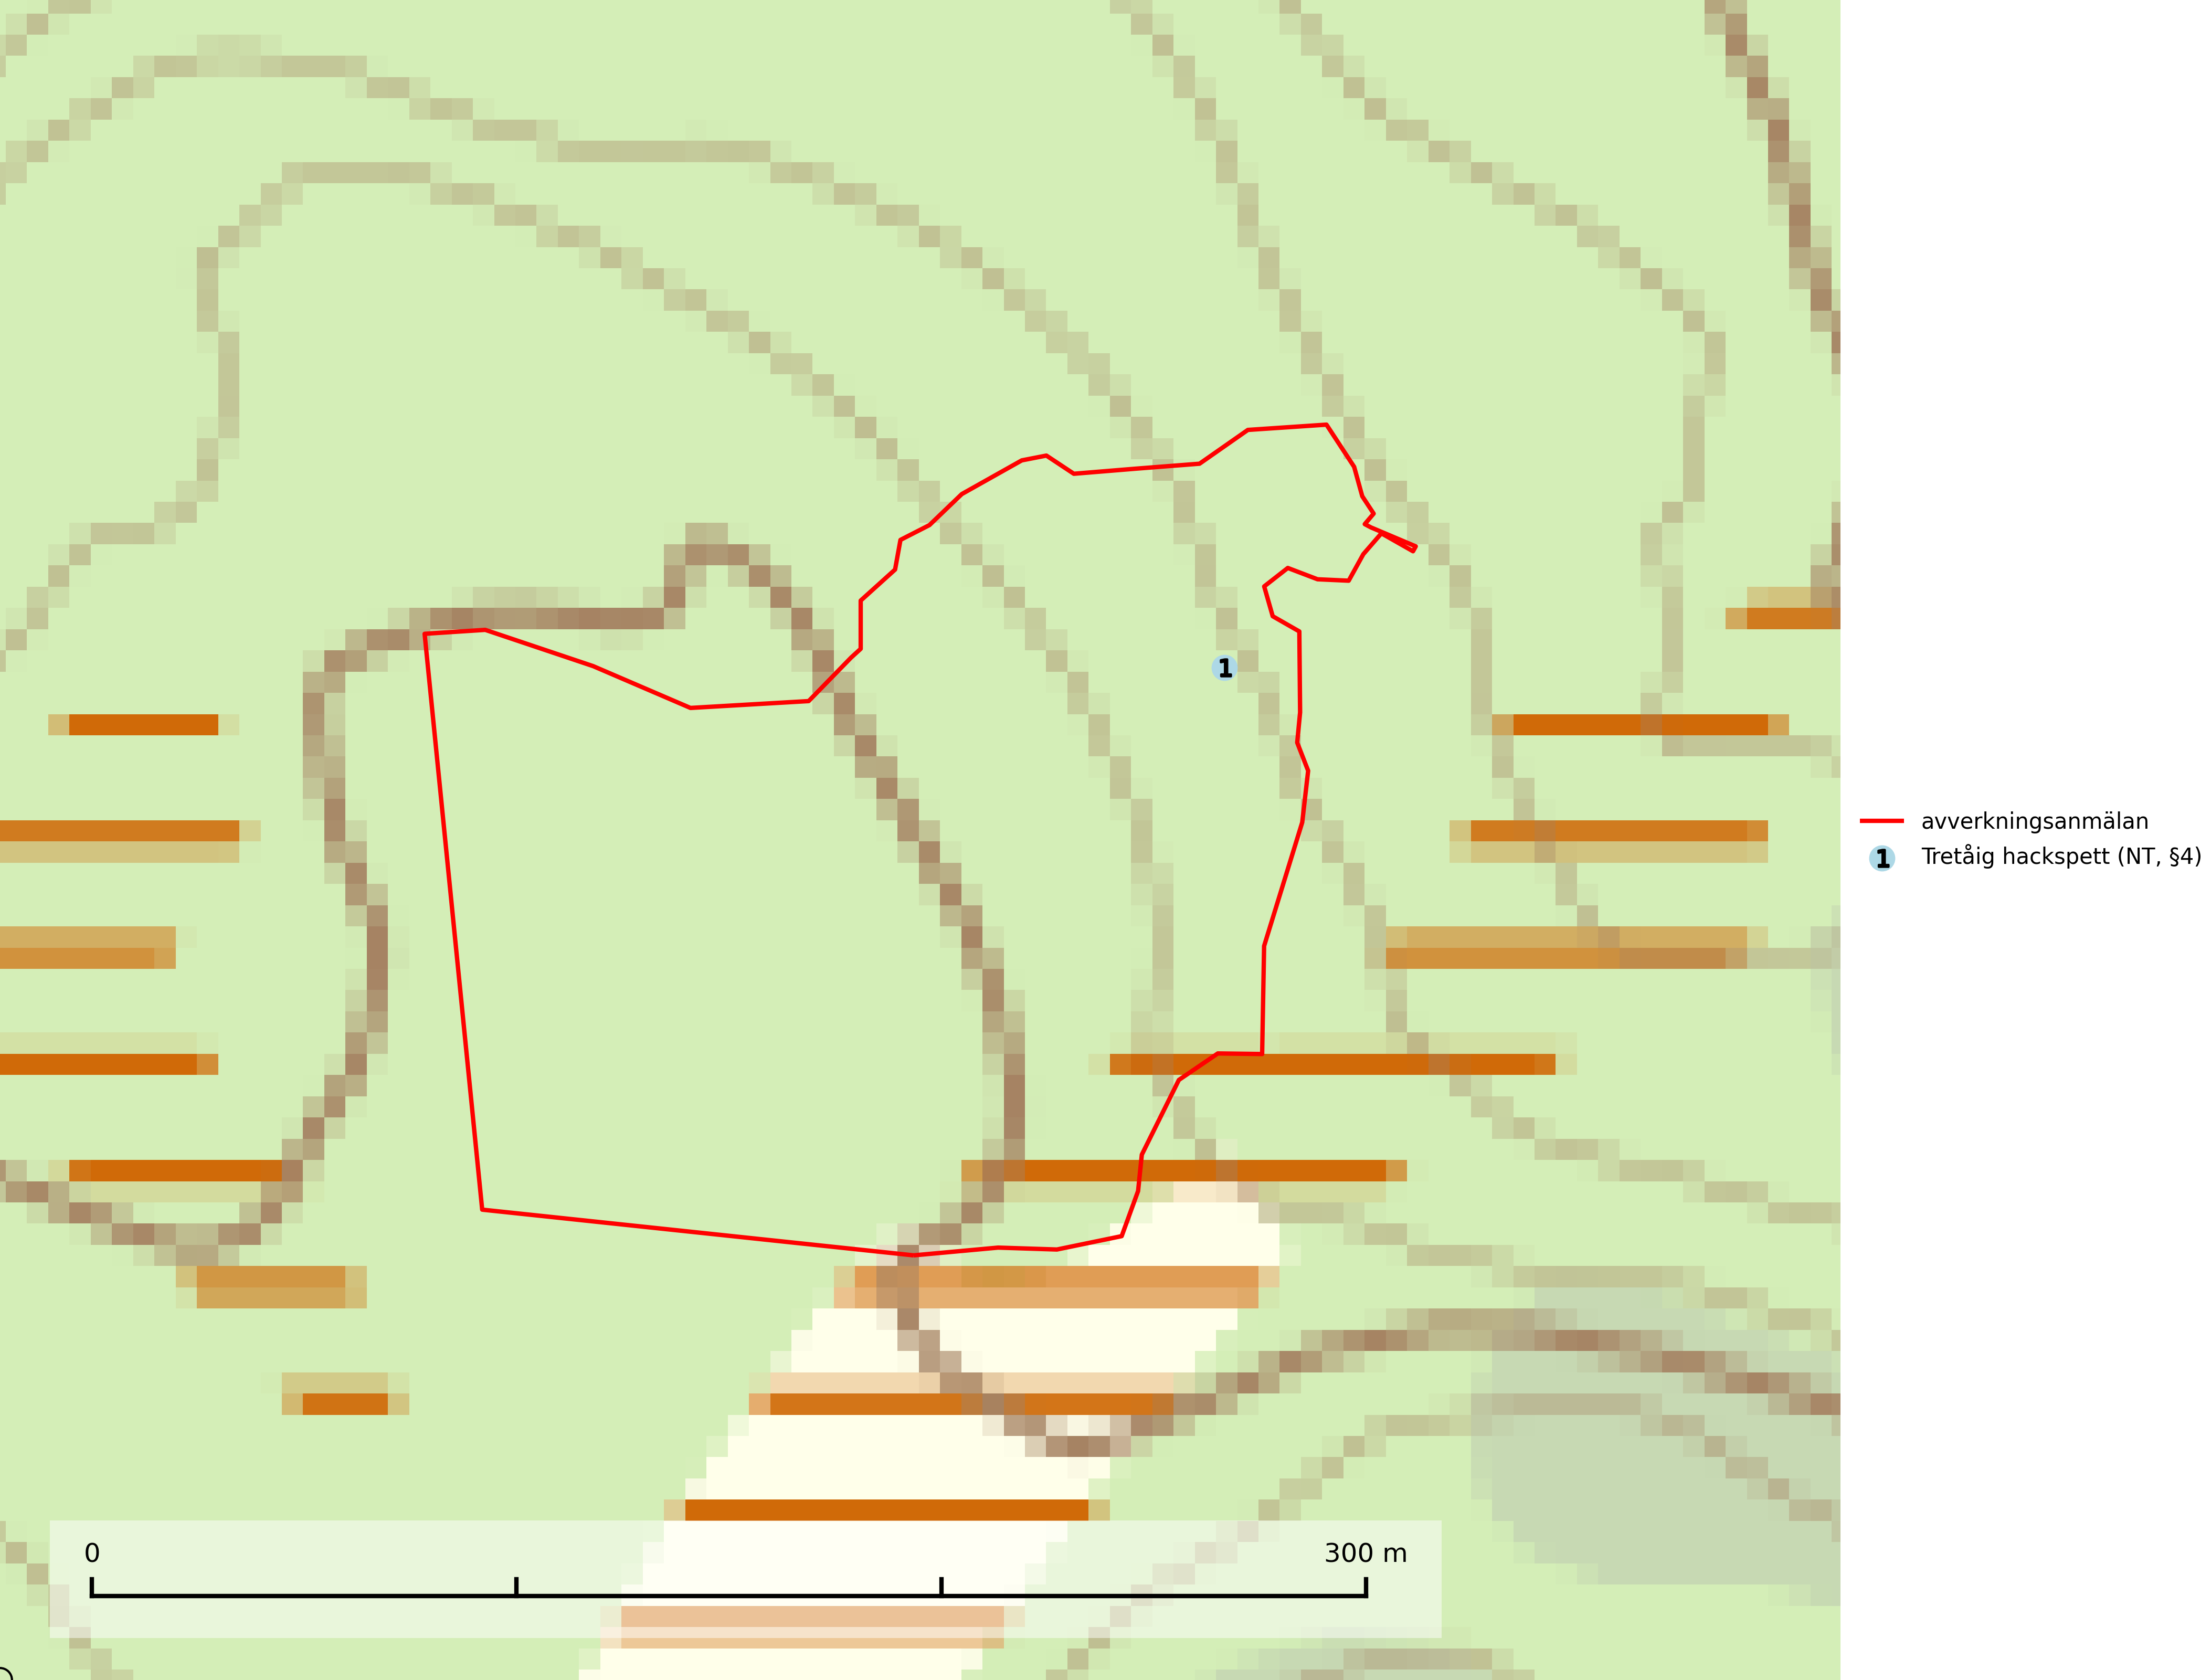 1
avverkningsanmälan
1 Tretåig hackspett (NT, §4)
0 300 m